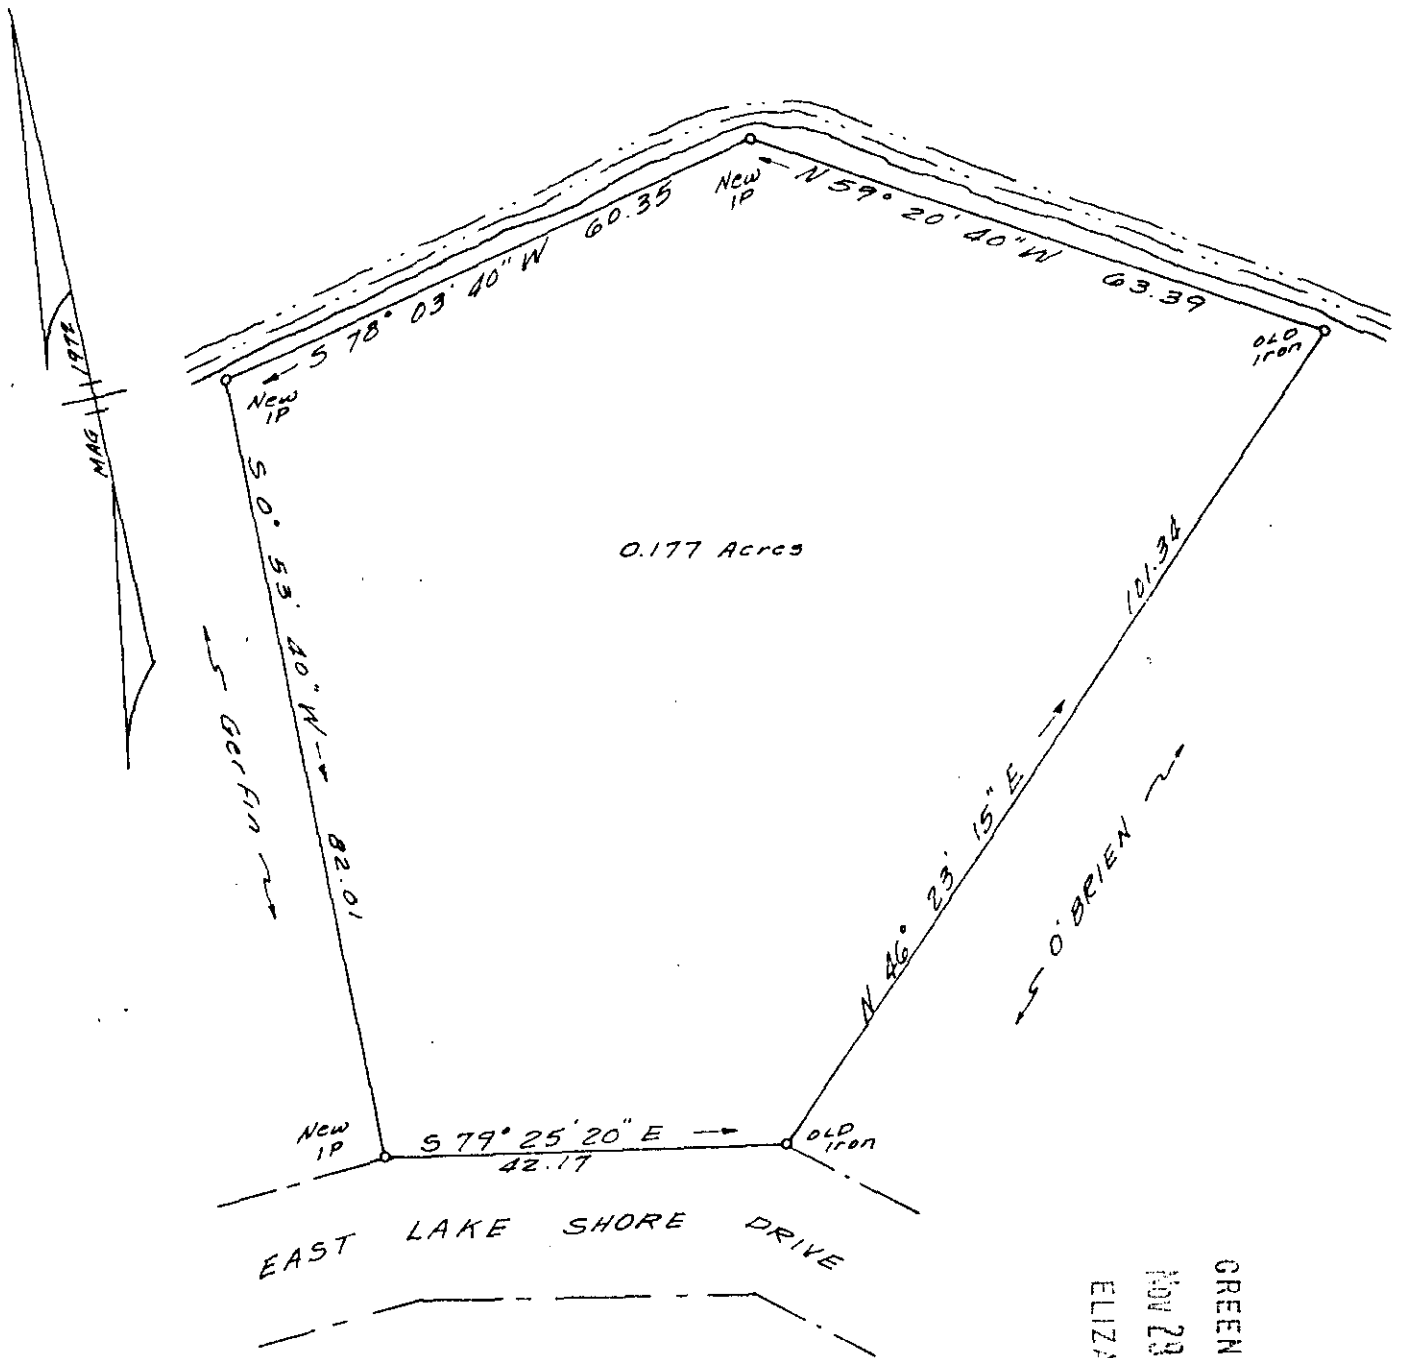 1972
MAG
New
IP
N 59° 20' 40" W 63.39
S 78° 03' 40" W 60.35
OLD
Iron
New
IP
S 0° 53' 40" W 82.01
0.177 Acres
101.34
N 46° 23' 15" E
Gerfin
O'BRIEN
New
IP
S 79° 25' 20" E
42.17
OLD
Iron
EAST LAKE SHORE DRIVE
GREEN
NOV 28
ELIZA